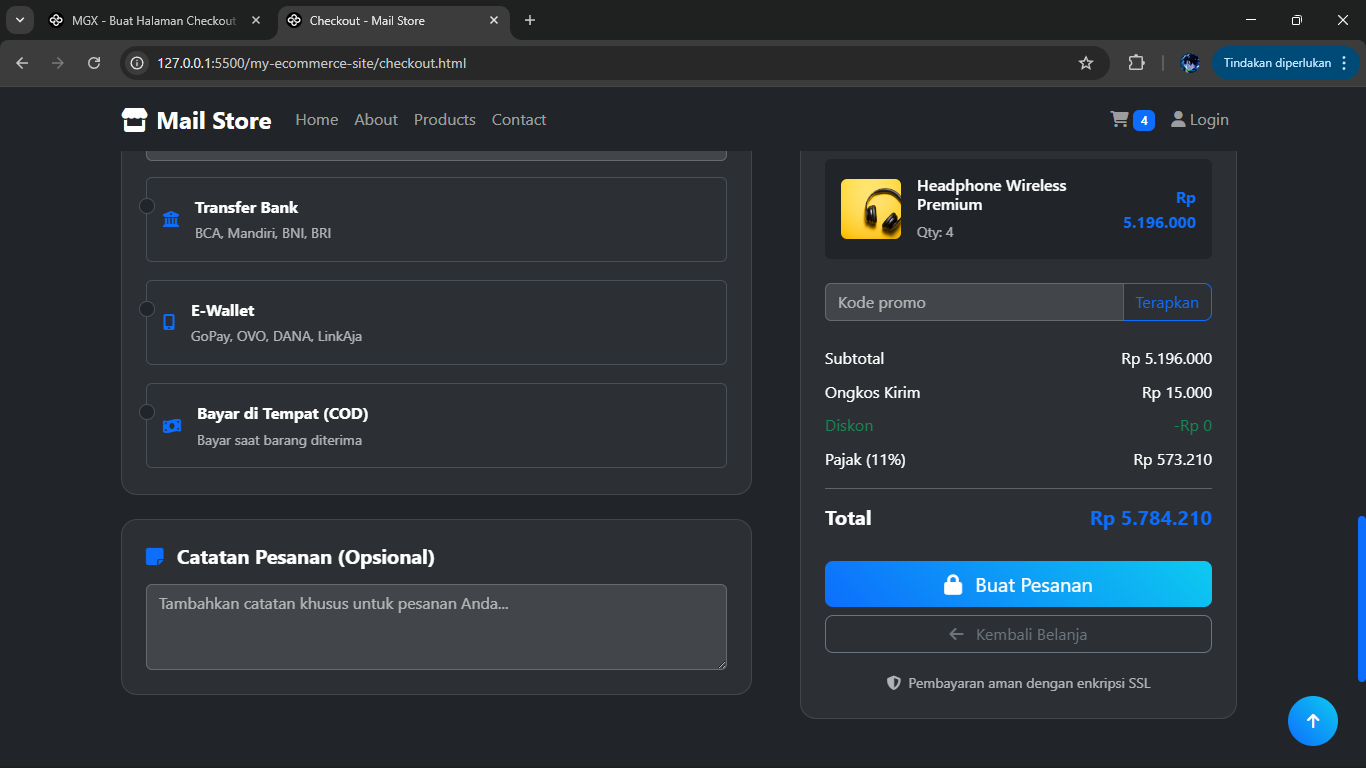 MGX - Buat Halaman Checkout
Checkout - Mail Store
127.0.0.1:5500/my-ecommerce-site/checkout.html
Tindakan diperlukan
Mail Store
Home
About
Products
Contact
4
Login
Transfer Bank
BCA, Mandiri, BNI, BRI
E-Wallet
GoPay, OVO, DANA, LinkAja
Bayar di Tempat (COD)
Bayar saat barang diterima
Catatan Pesanan (Opsional)
Tambahkan catatan khusus untuk pesanan Anda...
Headphone Wireless
Premium
Qty: 4
Rp
5.196.000
Kode promo
Terapkan
Subtotal Rp 5.196.000
Ongkos Kirim Rp 15.000
Diskon -Rp 0
Pajak (11%) Rp 573.210
Total Rp 5.784.210
Buat Pesanan
Kembali Belanja
Pembayaran aman dengan enkripsi SSL